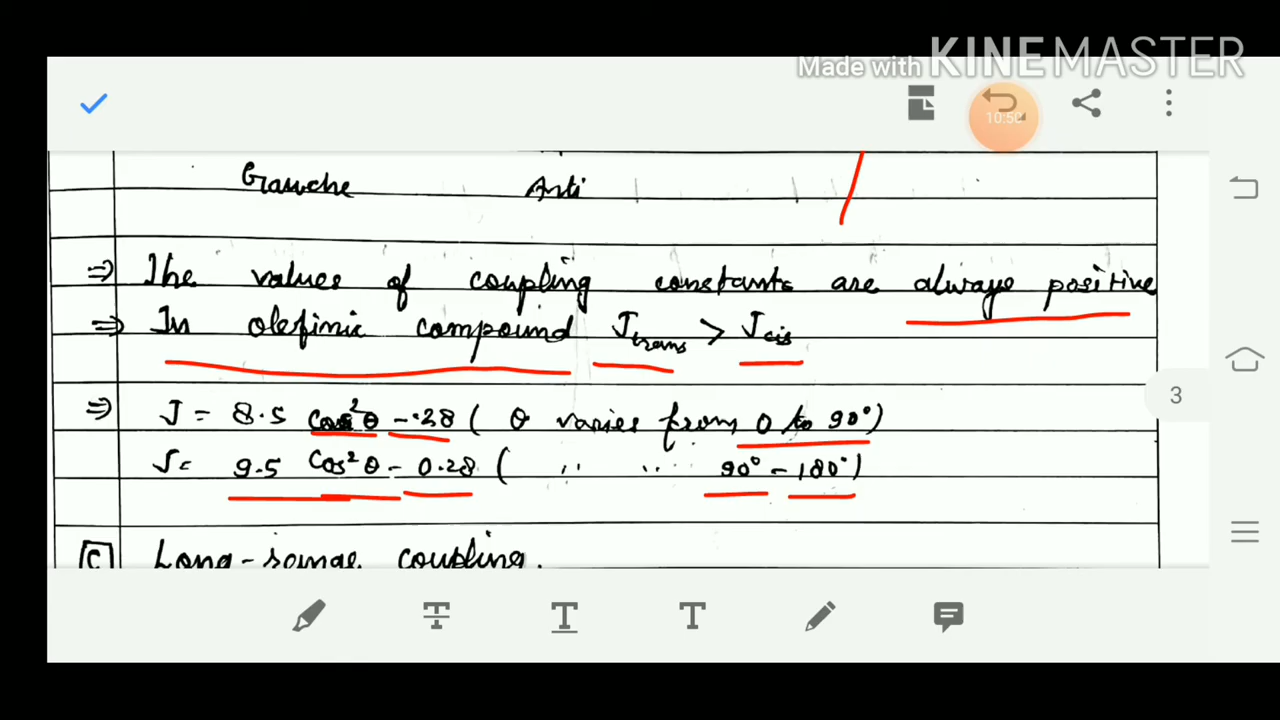 Made with KINEMASTER
10:50
Gauche Anti
⇒ The values of coupling constants are always positive
⇒ In olefinic compound Jtrans > Jcis
3
⇒ J = 8.5 cos²θ - .28 ( θ varies from 0 to 90°)
J = 9.5 cos²θ - 0.28 ( '' '' 90° - 180°)
C Long-range coupling.
T T T